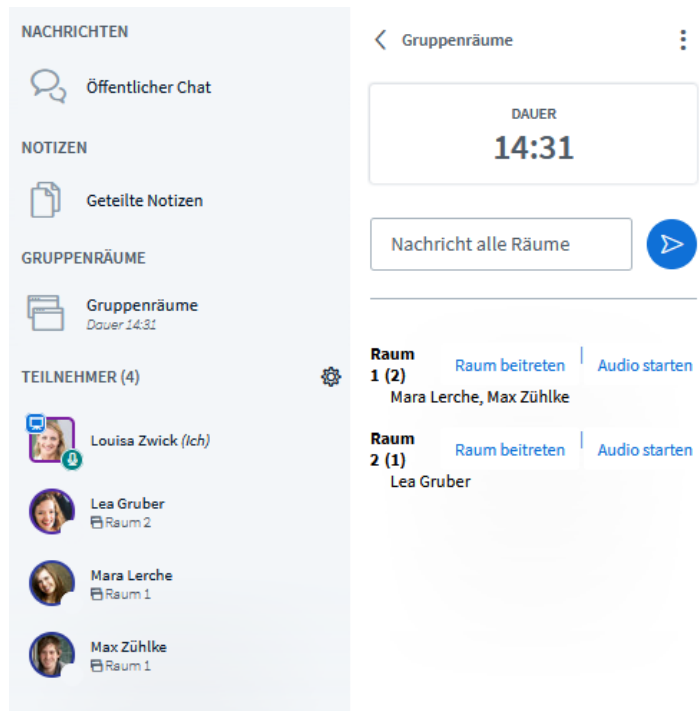 NACHRICHTEN
Öffentlicher Chat
NOTIZEN
Geteilte Notizen
GRUPPENRÄUME
Gruppenräume
Dauer 14:31
TEILNEHMER (4)
Louisa Zwick (Ich)
Lea Gruber
Raum 2
Mara Lerche
Raum 1
Max Zühlke
Raum 1
Gruppenräume
DAUER
14:31
Nachricht alle Räume
Raum
1 (2)
Raum beitreten | Audio starten
Mara Lerche, Max Zühlke
Raum
2 (1)
Raum beitreten | Audio starten
Lea Gruber